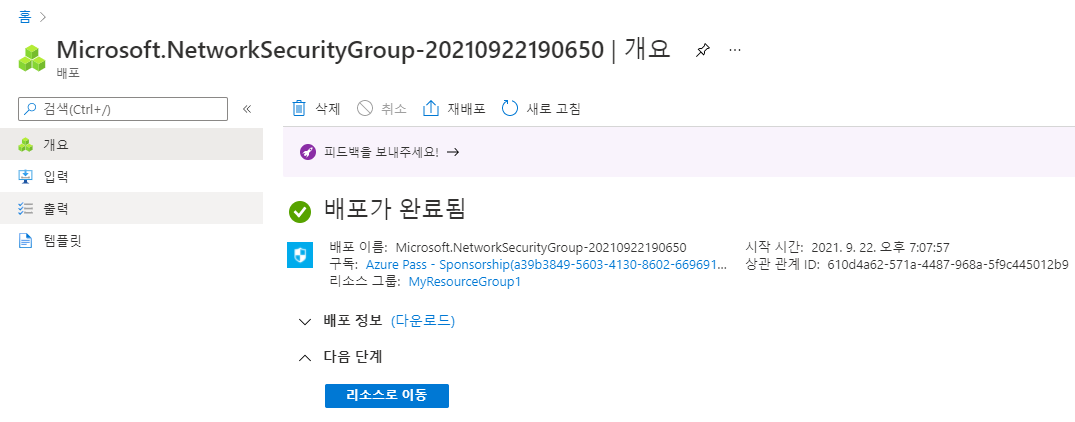 홈
Microsoft.NetworkSecurityGroup-20210922190650 | 개요
배포
검색(Ctrl+/)
삭제 취소 재배포 새로 고침
개요
입력
출력
템플릿
피드백을 보내주세요!
배포가 완료됨
배포 이름: Microsoft.NetworkSecurityGroup-20210922190650
구독: Azure Pass - Sponsorship(a39b3849-5603-4130-8602-669691...
리소스 그룹: MyResourceGroup1
시작 시간: 2021. 9. 22. 오후 7:07:57
상관 관계 ID: 610d4a62-571a-4487-968a-5f9c445012b9
배포 정보 (다운로드)
다음 단계
리소스로 이동